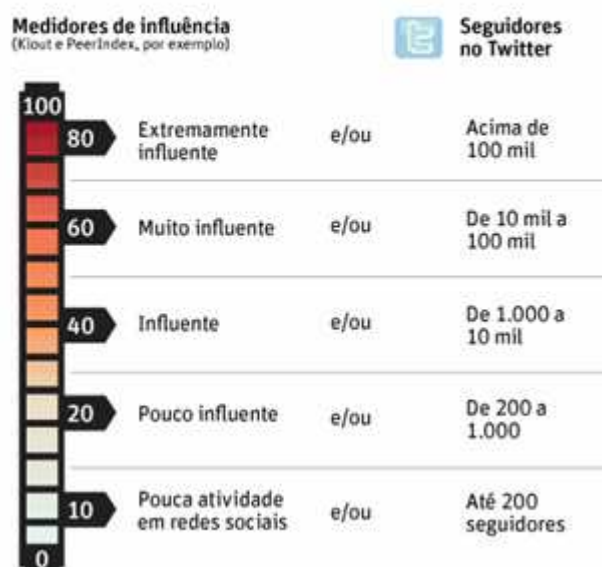 Medidores de influência
(Klout e PeerIndex, por exemplo)
Seguidores
no Twitter
100
80
Extremamente
influente
e/ou
Acima de
100 mil
60
Muito influente
e/ou
De 10 mil a
100 mil
40
Influente
e/ou
De 1.000 a
10 mil
20
Pouco influente
e/ou
De 200 a
1.000
10
Pouca atividade
em redes sociais
e/ou
Até 200
seguidores
0